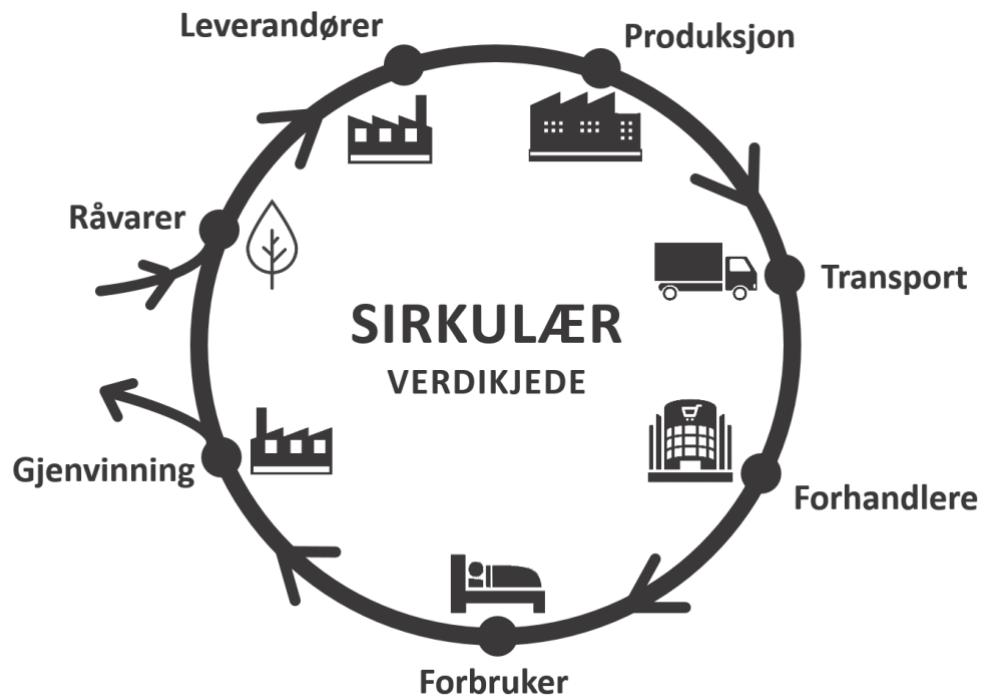 Leverandører
Produksjon
Råvarer
Transport
SIRKULÆR
VERDIKJEDE
Gjenvinning
Forhandlere
Forbruker